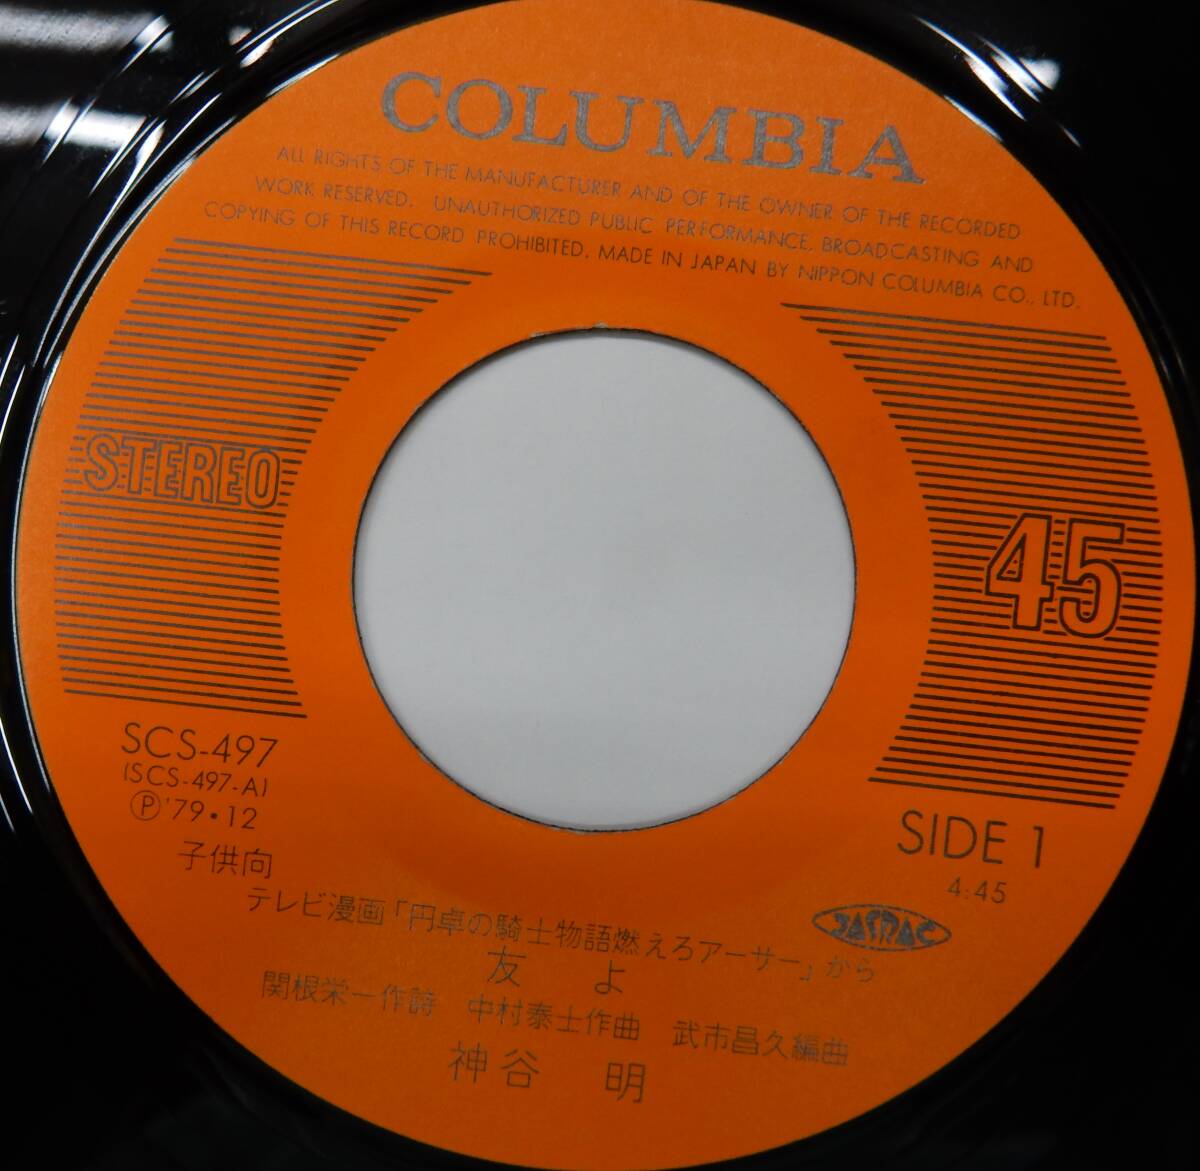 COLUMBIA
ALL RIGHTS OF THE MANUFACTURER AND OF THE OWNER OF THE RECORDED
WORK RESERVED. UNAUTHORIZED PUBLIC PERFORMANCE, BROADCASTING AND
COPYING OF THIS RECORD PROHIBITED. MADE IN JAPAN BY NIPPON COLUMBIA CO., LTD.
STEREO
45
SCS-497
(SCS-497-A)
Ⓟ'79•12
子供向
SIDE 1
4:45
JASRAC
テレビ漫画「円卓の騎士物語燃えろアーサー」から
友よ
関根栄一作詩 中村泰士作曲 武市昌久編曲
神谷 明